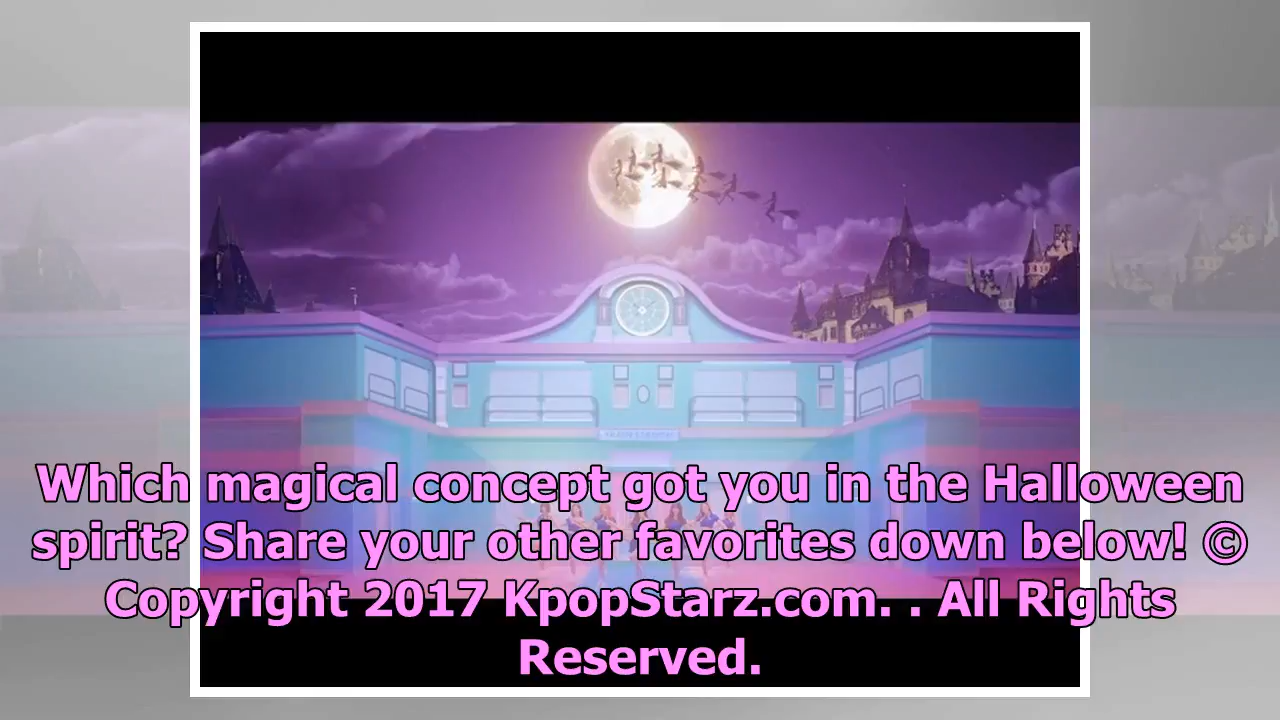 Which magical concept got you in the Halloween
spirit? Share your other favorites down below! ©
Copyright 2017 KpopStarz.com. . All Rights
Reserved.